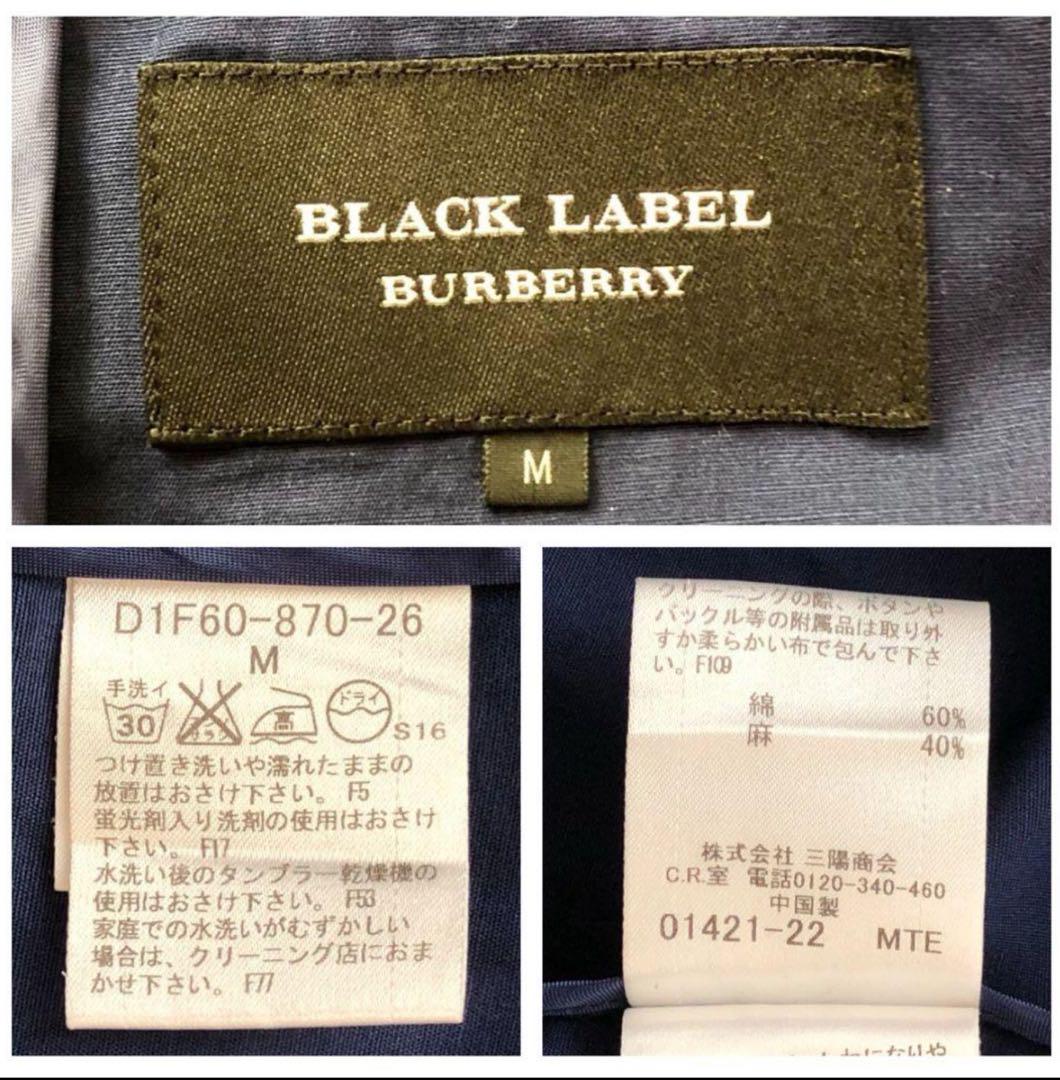 BLACK LABEL
BURBERRY
M
D1F60-870-26
M
手洗イ
30
高
ドライ
S16
つけ置き洗いや濡れたままの
放置はおさけ下さい。 F5
蛍光剤入り洗剤の使用はおさけ
下さい。 F17
水洗い後のタンブラー乾燥機の
使用はおさけ下さい。 F53
家庭での水洗いがむずかしい
場合は、クリーニング店におま
かせ下さい。 F77
クリーニングの際、ボタンや
バックル等の附属品は取り外
すか柔らかい布で包んで下さ
い。F109
綿 60%
麻 40%
株式会社 三陽商会
C.R.室 電話0120-340-460
中国製
01421-22 MTE